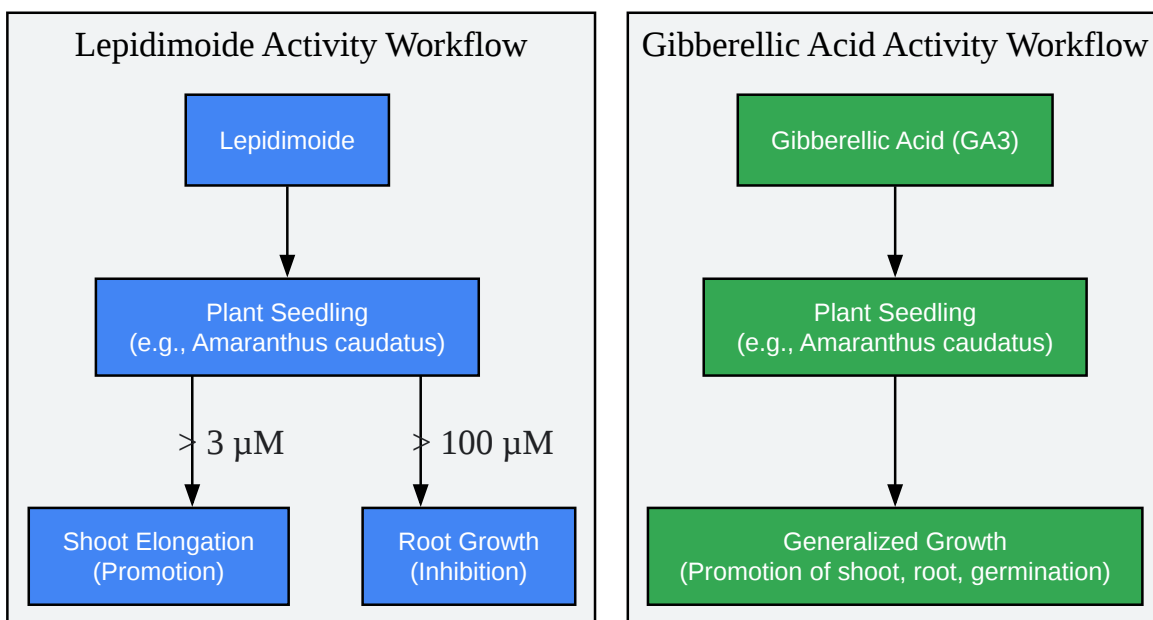 Lepidimoide Activity Workflow
Lepidimoide
Plant Seedling
(e.g., Amaranthus caudatus)
> 3 µM
> 100 µM
Shoot Elongation
(Promotion)
Root Growth
(Inhibition)
Gibberellic Acid Activity Workflow
Gibberellic Acid (GA3)
Plant Seedling
(e.g., Amaranthus caudatus)
Generalized Growth
(Promotion of shoot, root, germination)